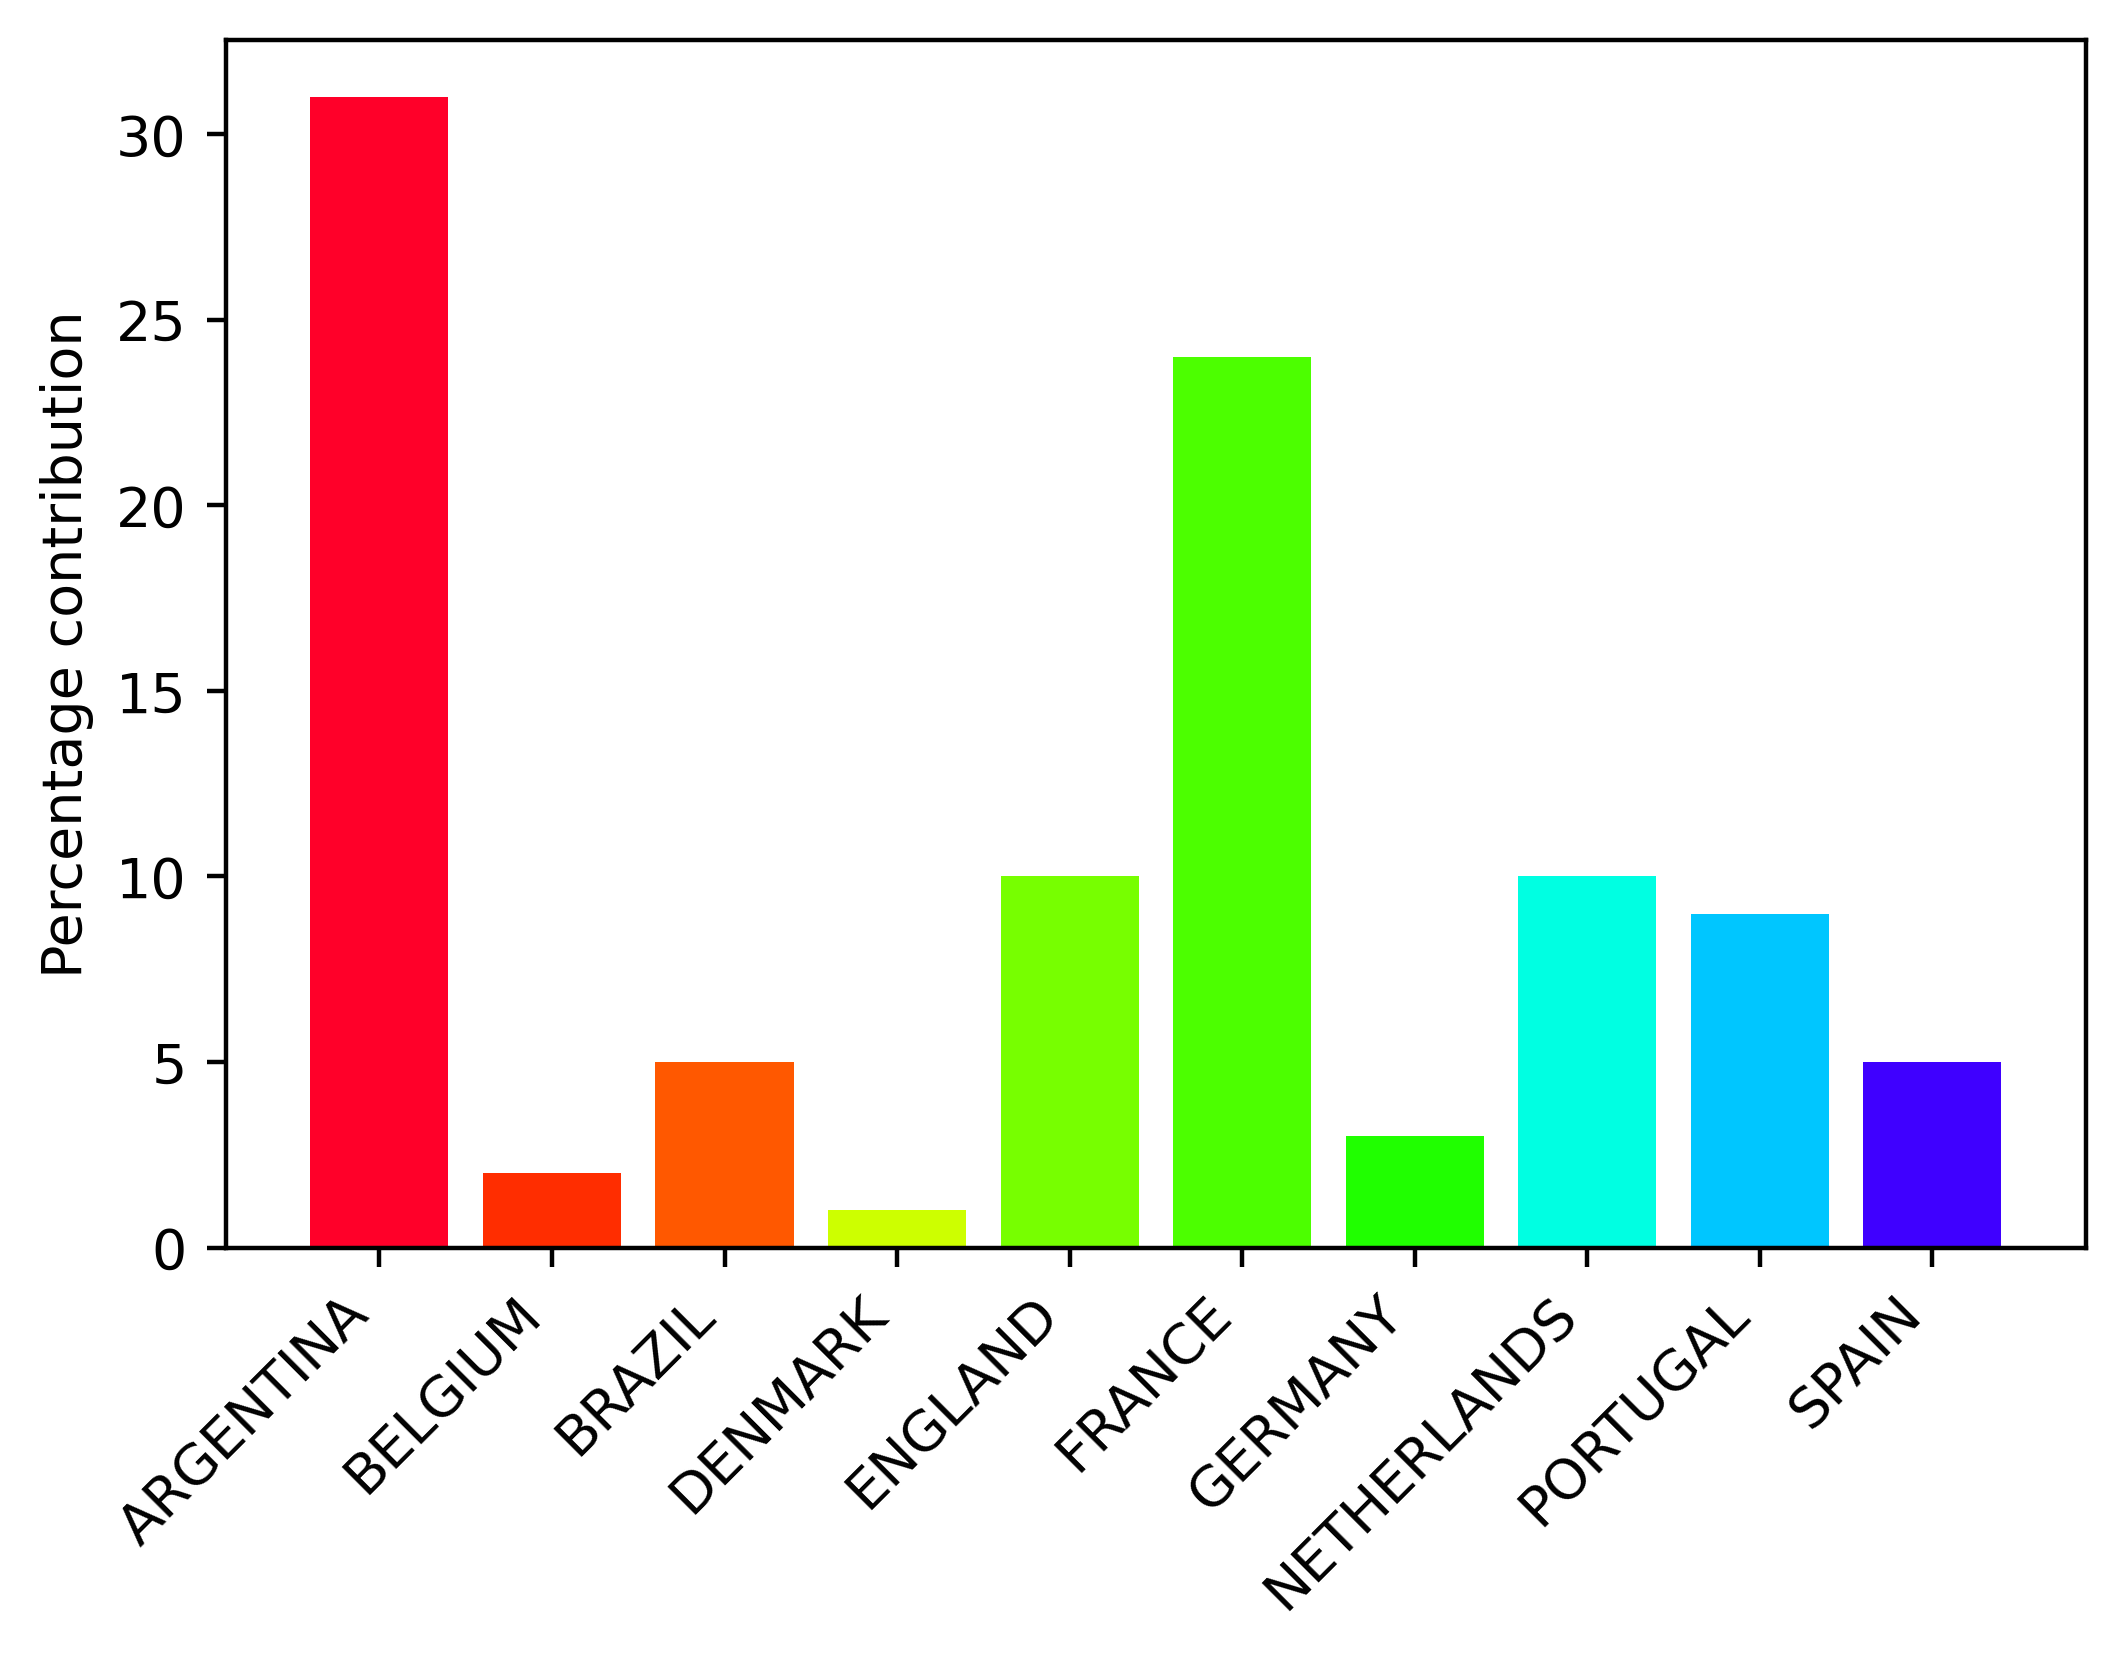 Percentage contribution
30
25
20
15
10
5
0
ARGENTINA
BELGIUM
BRAZIL
DENMARK
ENGLAND
FRANCE
GERMANY
NETHERLANDS
PORTUGAL
SPAIN